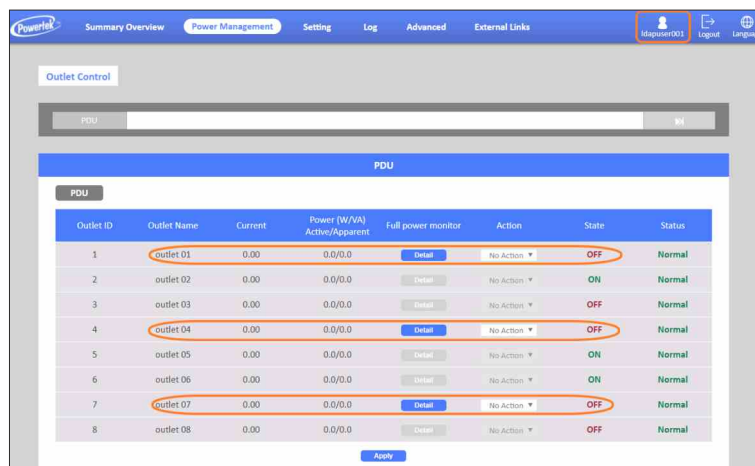 Powertek Summary Overview Power Management Setting Log Advanced External Links ldapuser001 Logout Langua
Outlet Control
PDU
PDU
PDU
Outlet ID Outlet Name Current Power (W/VA) Active/Apparent Full power monitor Action State Status
1 outlet 01 0.00 0.0/0.0 Detail No Action OFF Normal
2 outlet 02 0.00 0.0/0.0 Detail No Action ON Normal
3 outlet 03 0.00 0.0/0.0 Detail No Action OFF Normal
4 outlet 04 0.00 0.0/0.0 Detail No Action OFF Normal
5 outlet 05 0.00 0.0/0.0 Detail No Action ON Normal
6 outlet 06 0.00 0.0/0.0 Detail No Action ON Normal
7 outlet 07 0.00 0.0/0.0 Detail No Action OFF Normal
8 outlet 08 0.00 0.0/0.0 Detail No Action OFF Normal
Apply